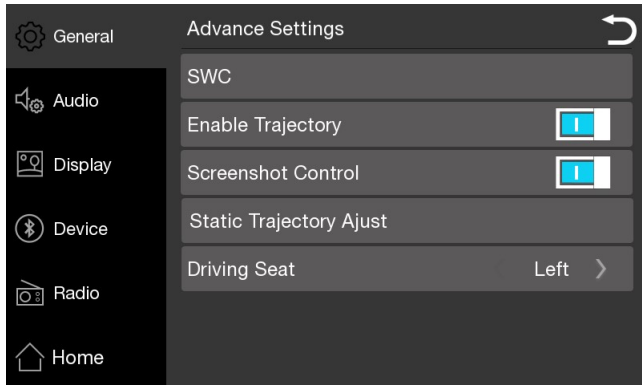 General
Audio
Display
Device
Radio
Home
Advance Settings
SWC
Enable Trajectory
Screenshot Control
Static Trajectory Ajust
Driving Seat Left